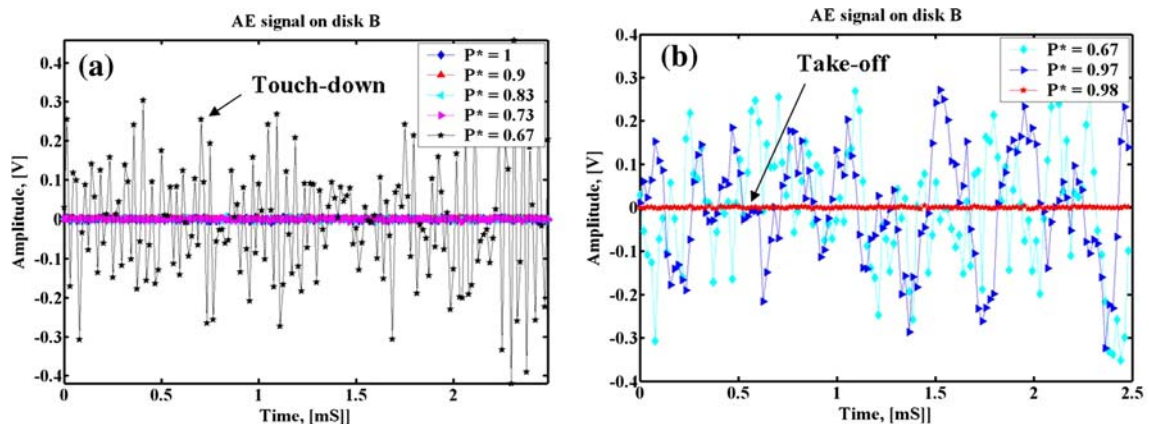 AE signal on disk B
(a)
P* = 1
P* = 0.9
P* = 0.83
P* = 0.73
P* = 0.67
Touch-down
0.4
0.3
0.2
0.1
0
-0.1
-0.2
-0.3
-0.4
Amplitude, [V]
0
0.5
1
1.5
2
Time, [mS]]
AE signal on disk B
(b)
P* = 0.67
P* = 0.97
P* = 0.98
Take-off
0.4
0.3
0.2
0.1
0
-0.1
-0.2
-0.3
-0.4
Amplitude, [V]
0
0.5
1
1.5
2
2.5
Time, [mS]]